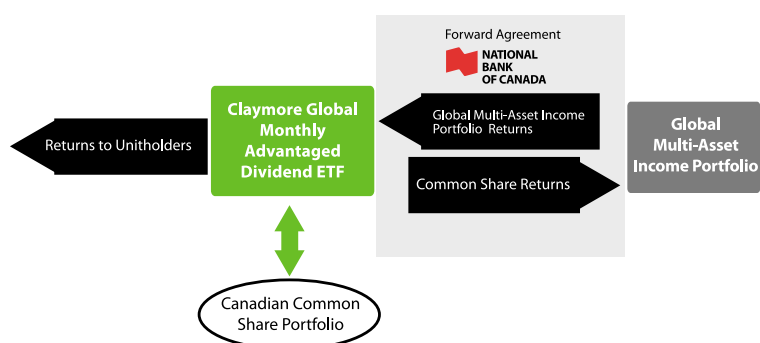 Forward Agreement
NATIONAL
BANK
OF CANADA
Returns to Unitholders
Claymore Global
Monthly
Advantaged
Dividend ETF
Global Multi-Asset Income
Portfolio Returns
Common Share Returns
Global
Multi-Asset
Income Portfolio
Canadian Common
Share Portfolio